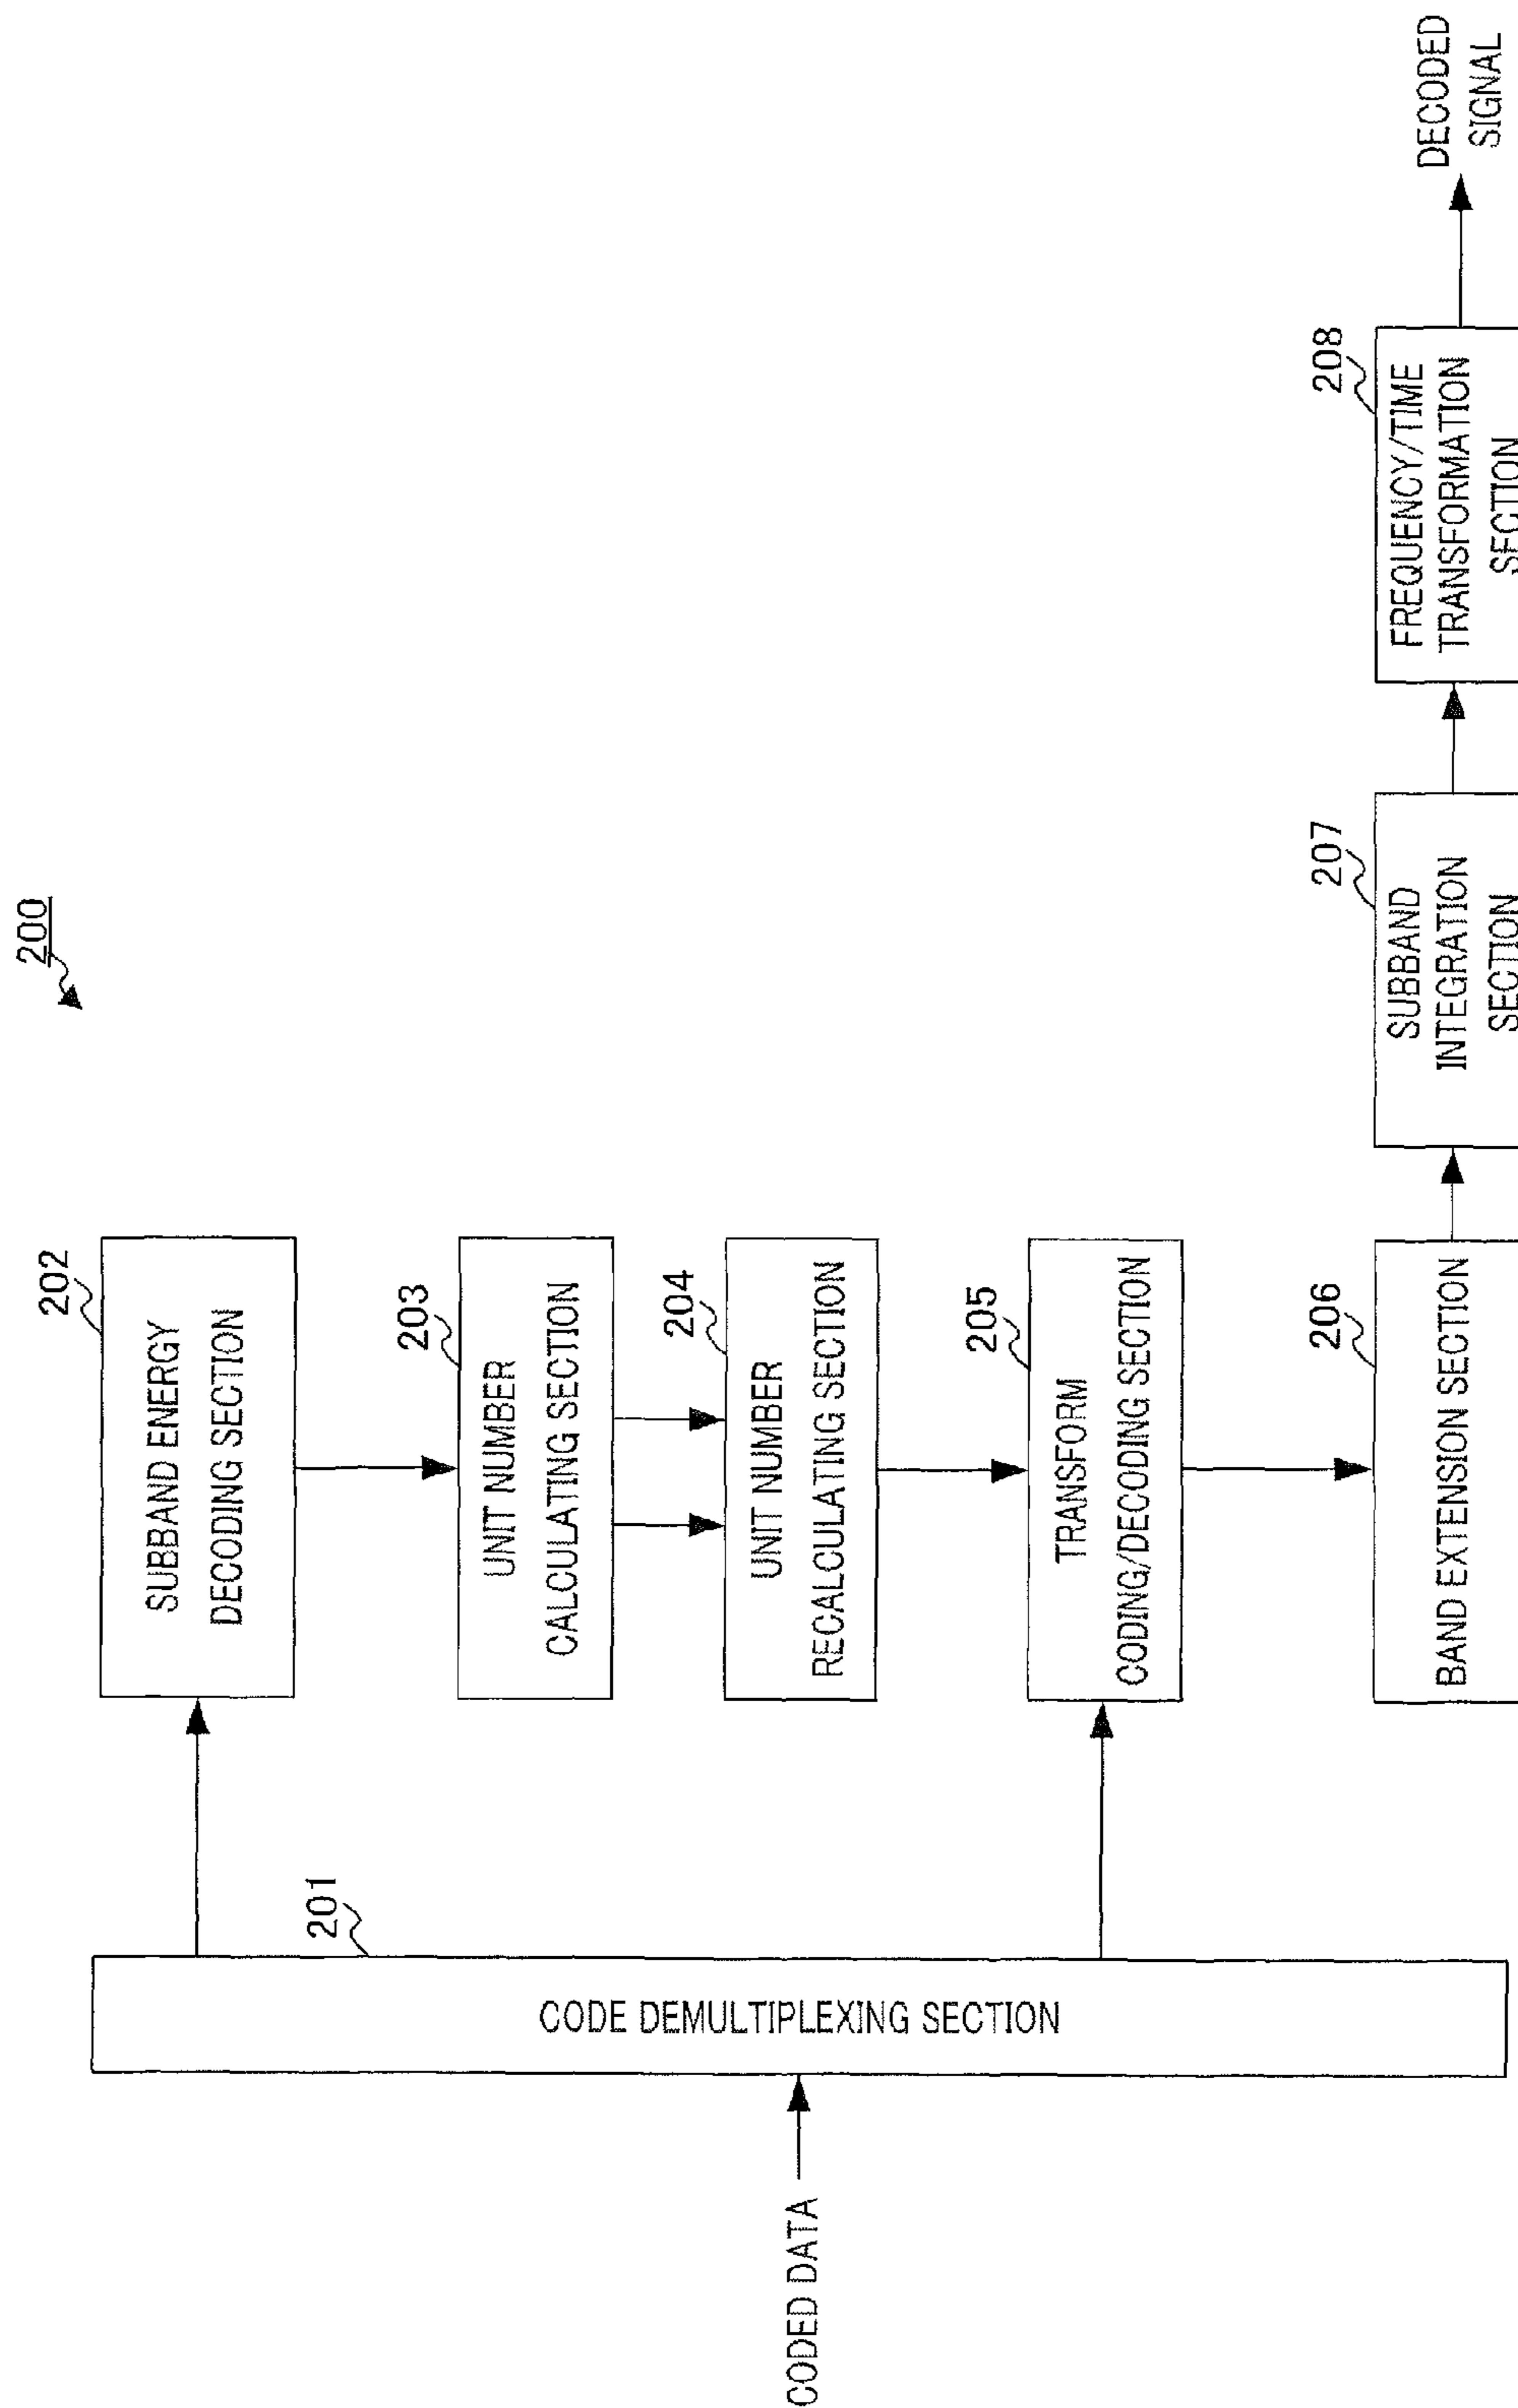 200
CODED DATA
201
CODE DEMULTIPLEXING SECTION
202
SUBBAND ENERGY
DECODING SECTION
203
UNIT NUMBER
CALCULATING SECTION
204
UNIT NUMBER
RECALCULATING SECTION
205
TRANSFORM
CODING/DECODING SECTION
206
BAND EXTENSION SECTION
207
SUBBAND
INTEGRATION
SECTION
208
FREQUENCY/TIME
TRANSFORMATION
SECTION
DECODED
SIGNAL